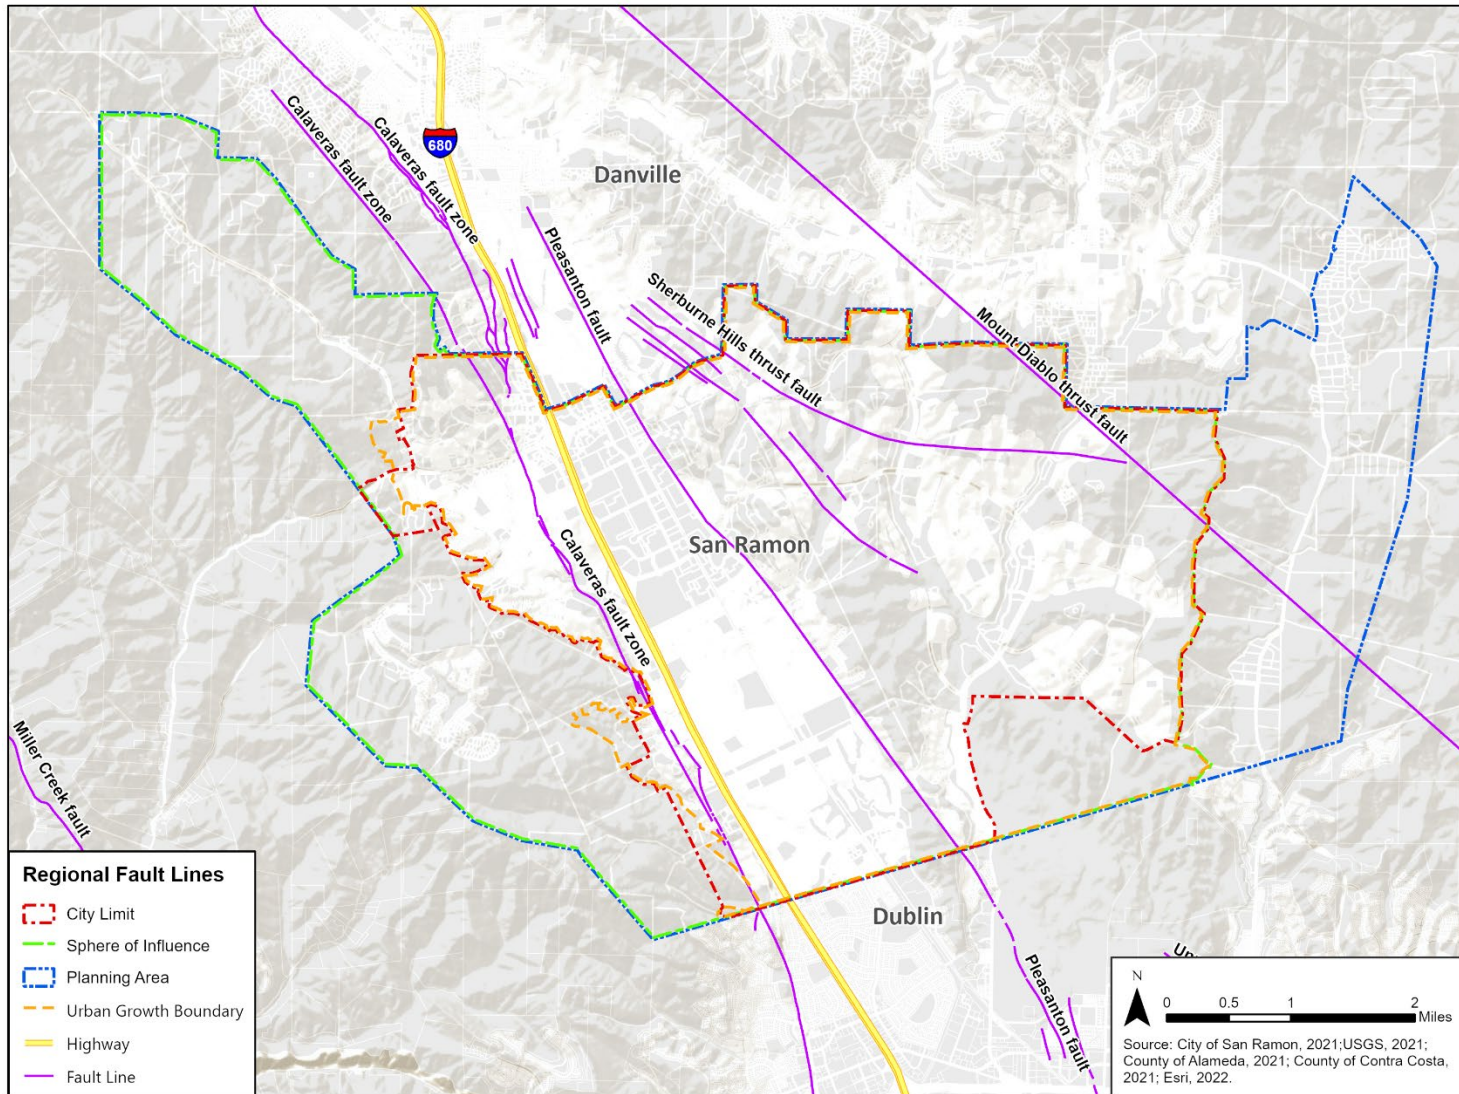 680
Calaveras fault zone
Calaveras fault zone
Danville
Pleasanton fault
Sherburne Hills thrust fault
Mount Diablo thrust fault
San Ramon
Calaveras fault zone
Miller Creek fault
Dublin
Pleasanton fault
Regional Fault Lines
City Limit
Sphere of Influence
Planning Area
Urban Growth Boundary
Highway
Fault Line
N
0 0.5 1 2
Miles
Source: City of San Ramon, 2021;USGS, 2021;
County of Alameda, 2021; County of Contra Costa,
2021; Esri, 2022.